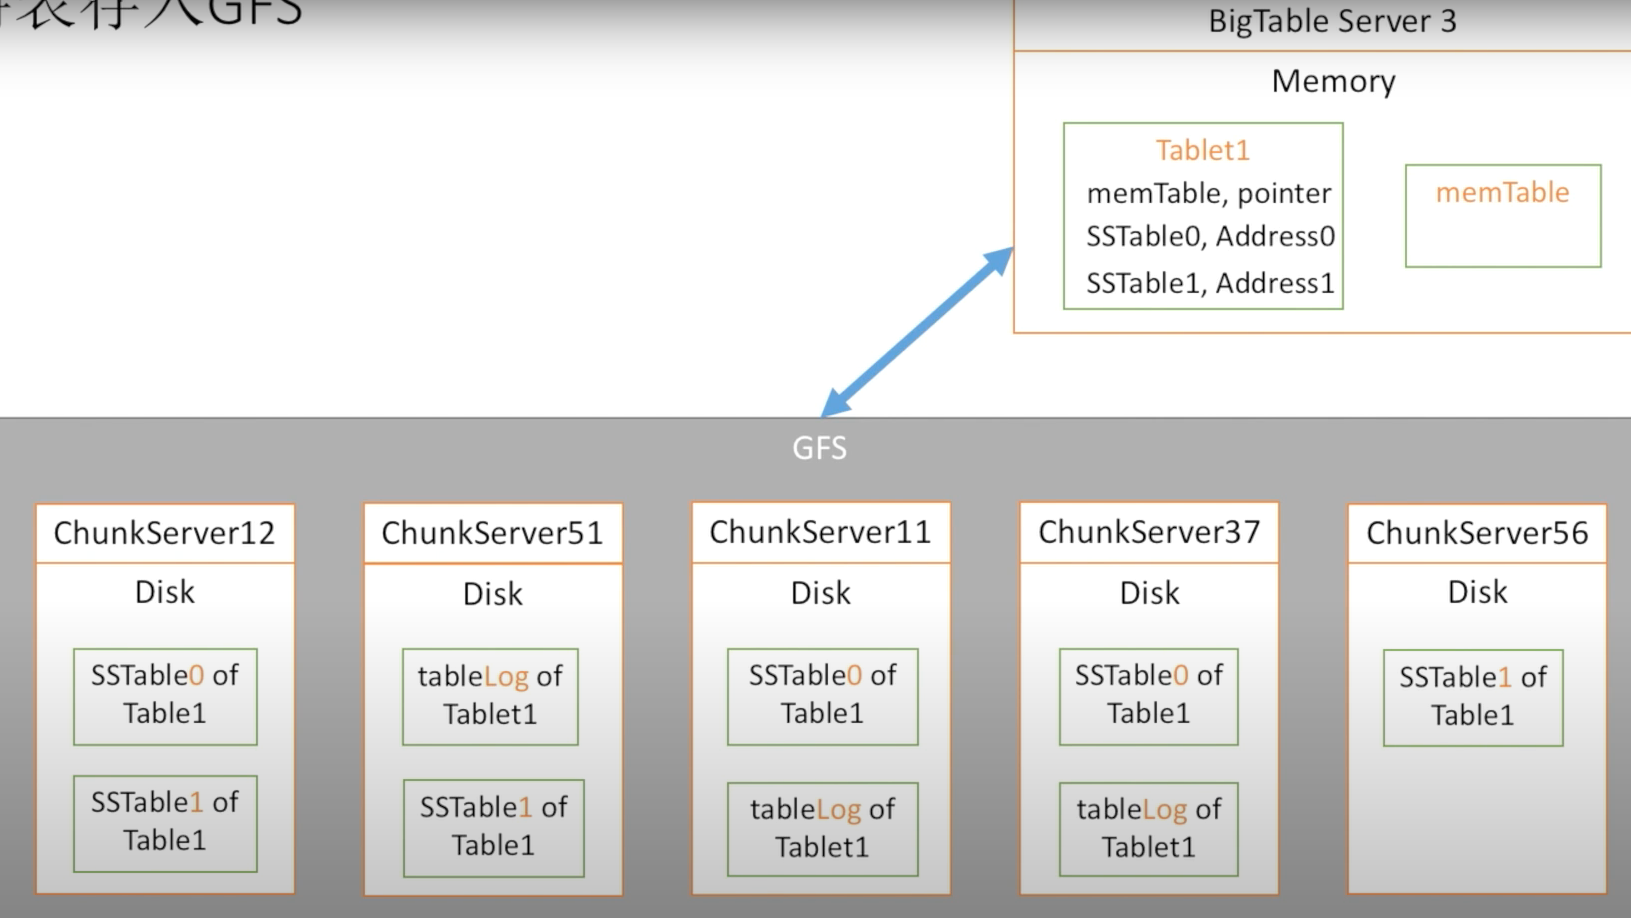 存入GFS
BigTable Server 3
Memory
Tablet1
memTable, pointer
SSTable0, Address0
SSTable1, Address1
memTable
GFS
ChunkServer12
Disk
SSTable0 of
Table1
SSTable1 of
Table1
ChunkServer51
Disk
tableLog of
Tablet1
SSTable1 of
Table1
ChunkServer11
Disk
SSTable0 of
Table1
tableLog of
Tablet1
ChunkServer37
Disk
SSTable0 of
Table1
tableLog of
Tablet1
ChunkServer56
Disk
SSTable1 of
Table1